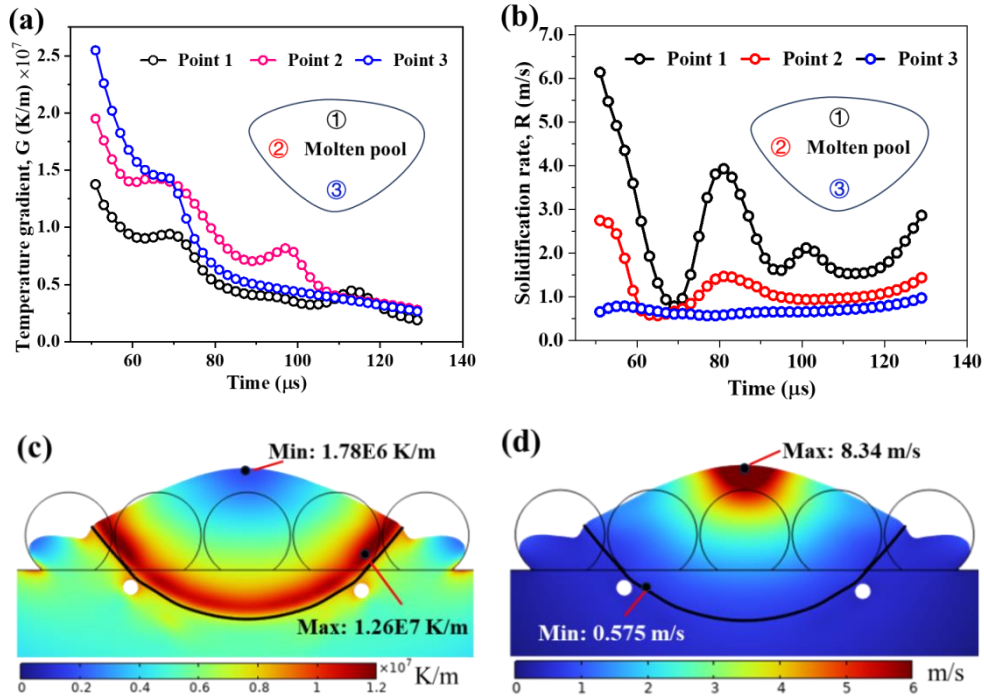 (a)
Temperature gradient, G (K/m) ×10⁷
2.5
2.0
1.5
1.0
0.5
0.0
60
80
100
120
140
Time (μs)
Point 1
Point 2
Point 3
①
②
Molten pool
③
(b)
Solidification rate, R (m/s)
7.0
6.0
5.0
4.0
3.0
2.0
1.0
0.0
60
80
100
120
140
Time (μs)
Point 1
Point 2
Point 3
①
②
Molten pool
③
(c)
Min: 1.78E6 K/m
Max: 1.26E7 K/m
×10⁷
K/m
0
0.2
0.4
0.6
0.8
1
1.2
(d)
Max: 8.34 m/s
Min: 0.575 m/s
m/s
0
1
2
3
4
5
6